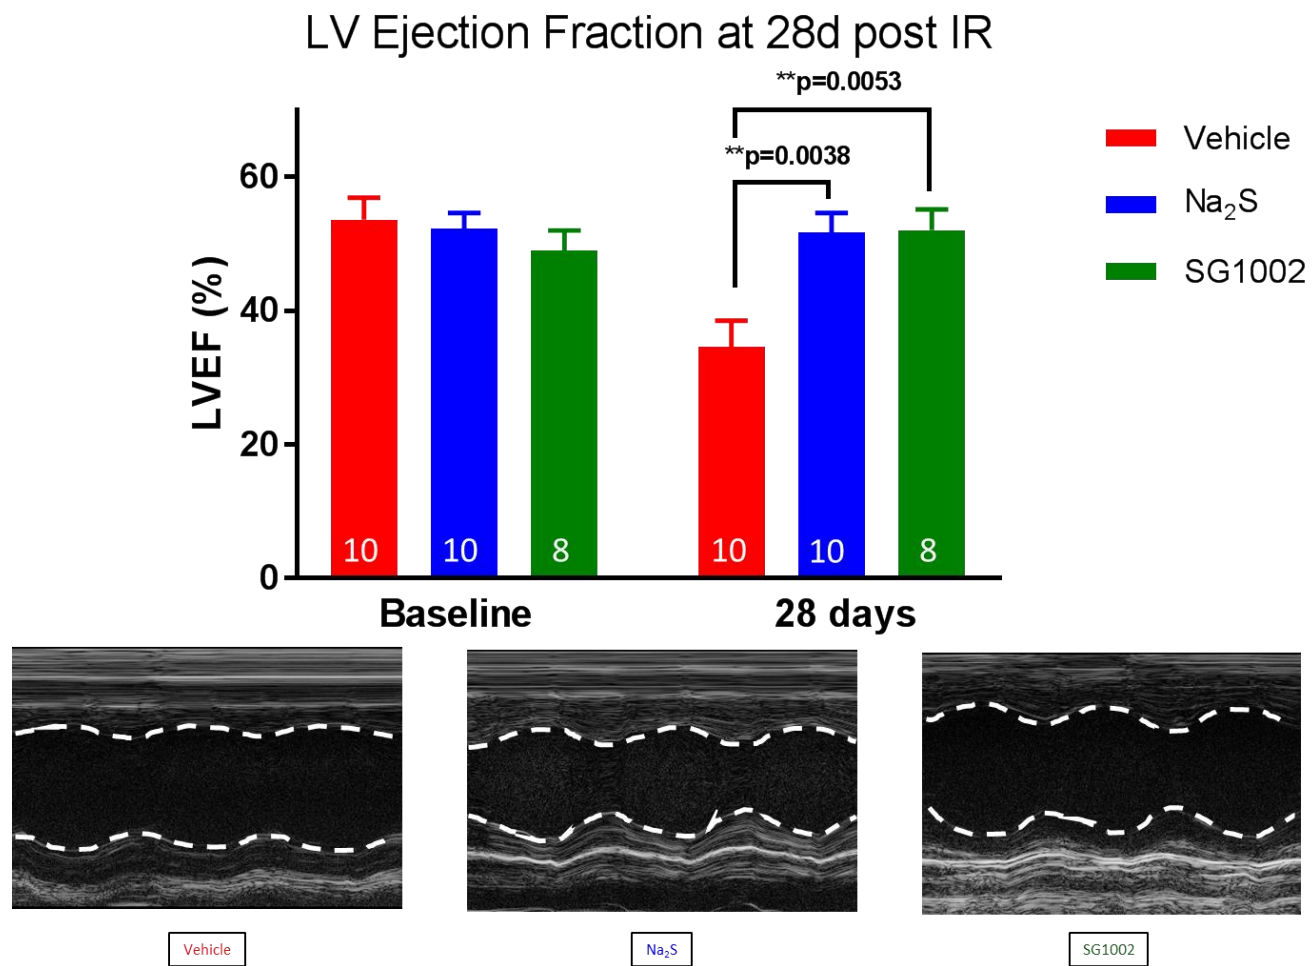 LV Ejection Fraction at 28d post IR
**p=0.0053
**p=0.0038
Vehicle
Na₂S
SG1002
LVEF (%)
60
40
20
0
10
10
8
10
10
8
Baseline
28 days
Vehicle
Na₂S
SG1002